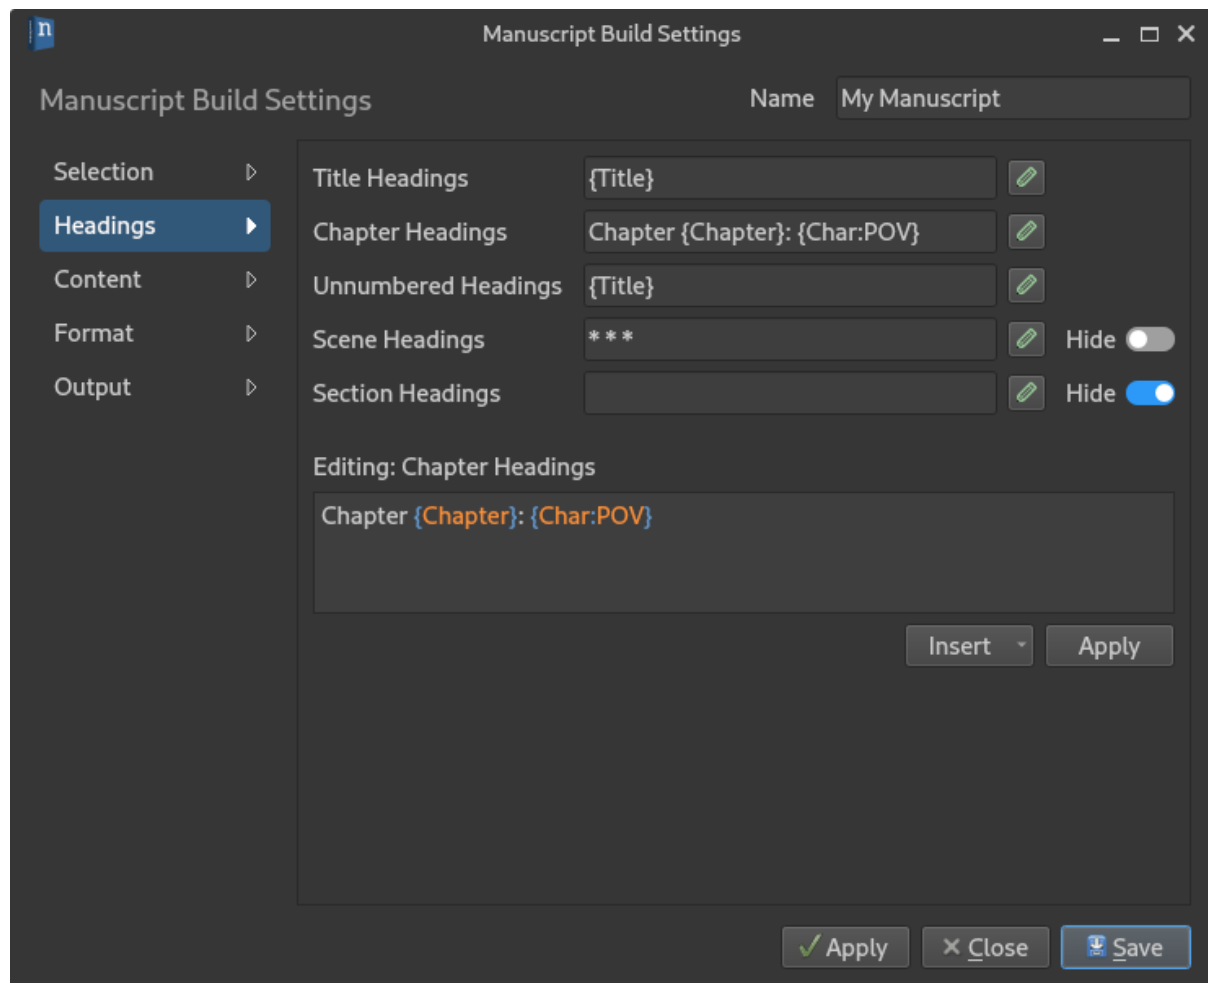 n
Manuscript Build Settings
Manuscript Build Settings
Name My Manuscript
Selection
Headings
Content
Format
Output
Title Headings {Title}
Chapter Headings Chapter {Chapter}: {Char:POV}
Unnumbered Headings {Title}
Scene Headings * * * Hide
Section Headings Hide
Editing: Chapter Headings
Chapter {Chapter}: {Char:POV}
Insert Apply
Apply Close Save